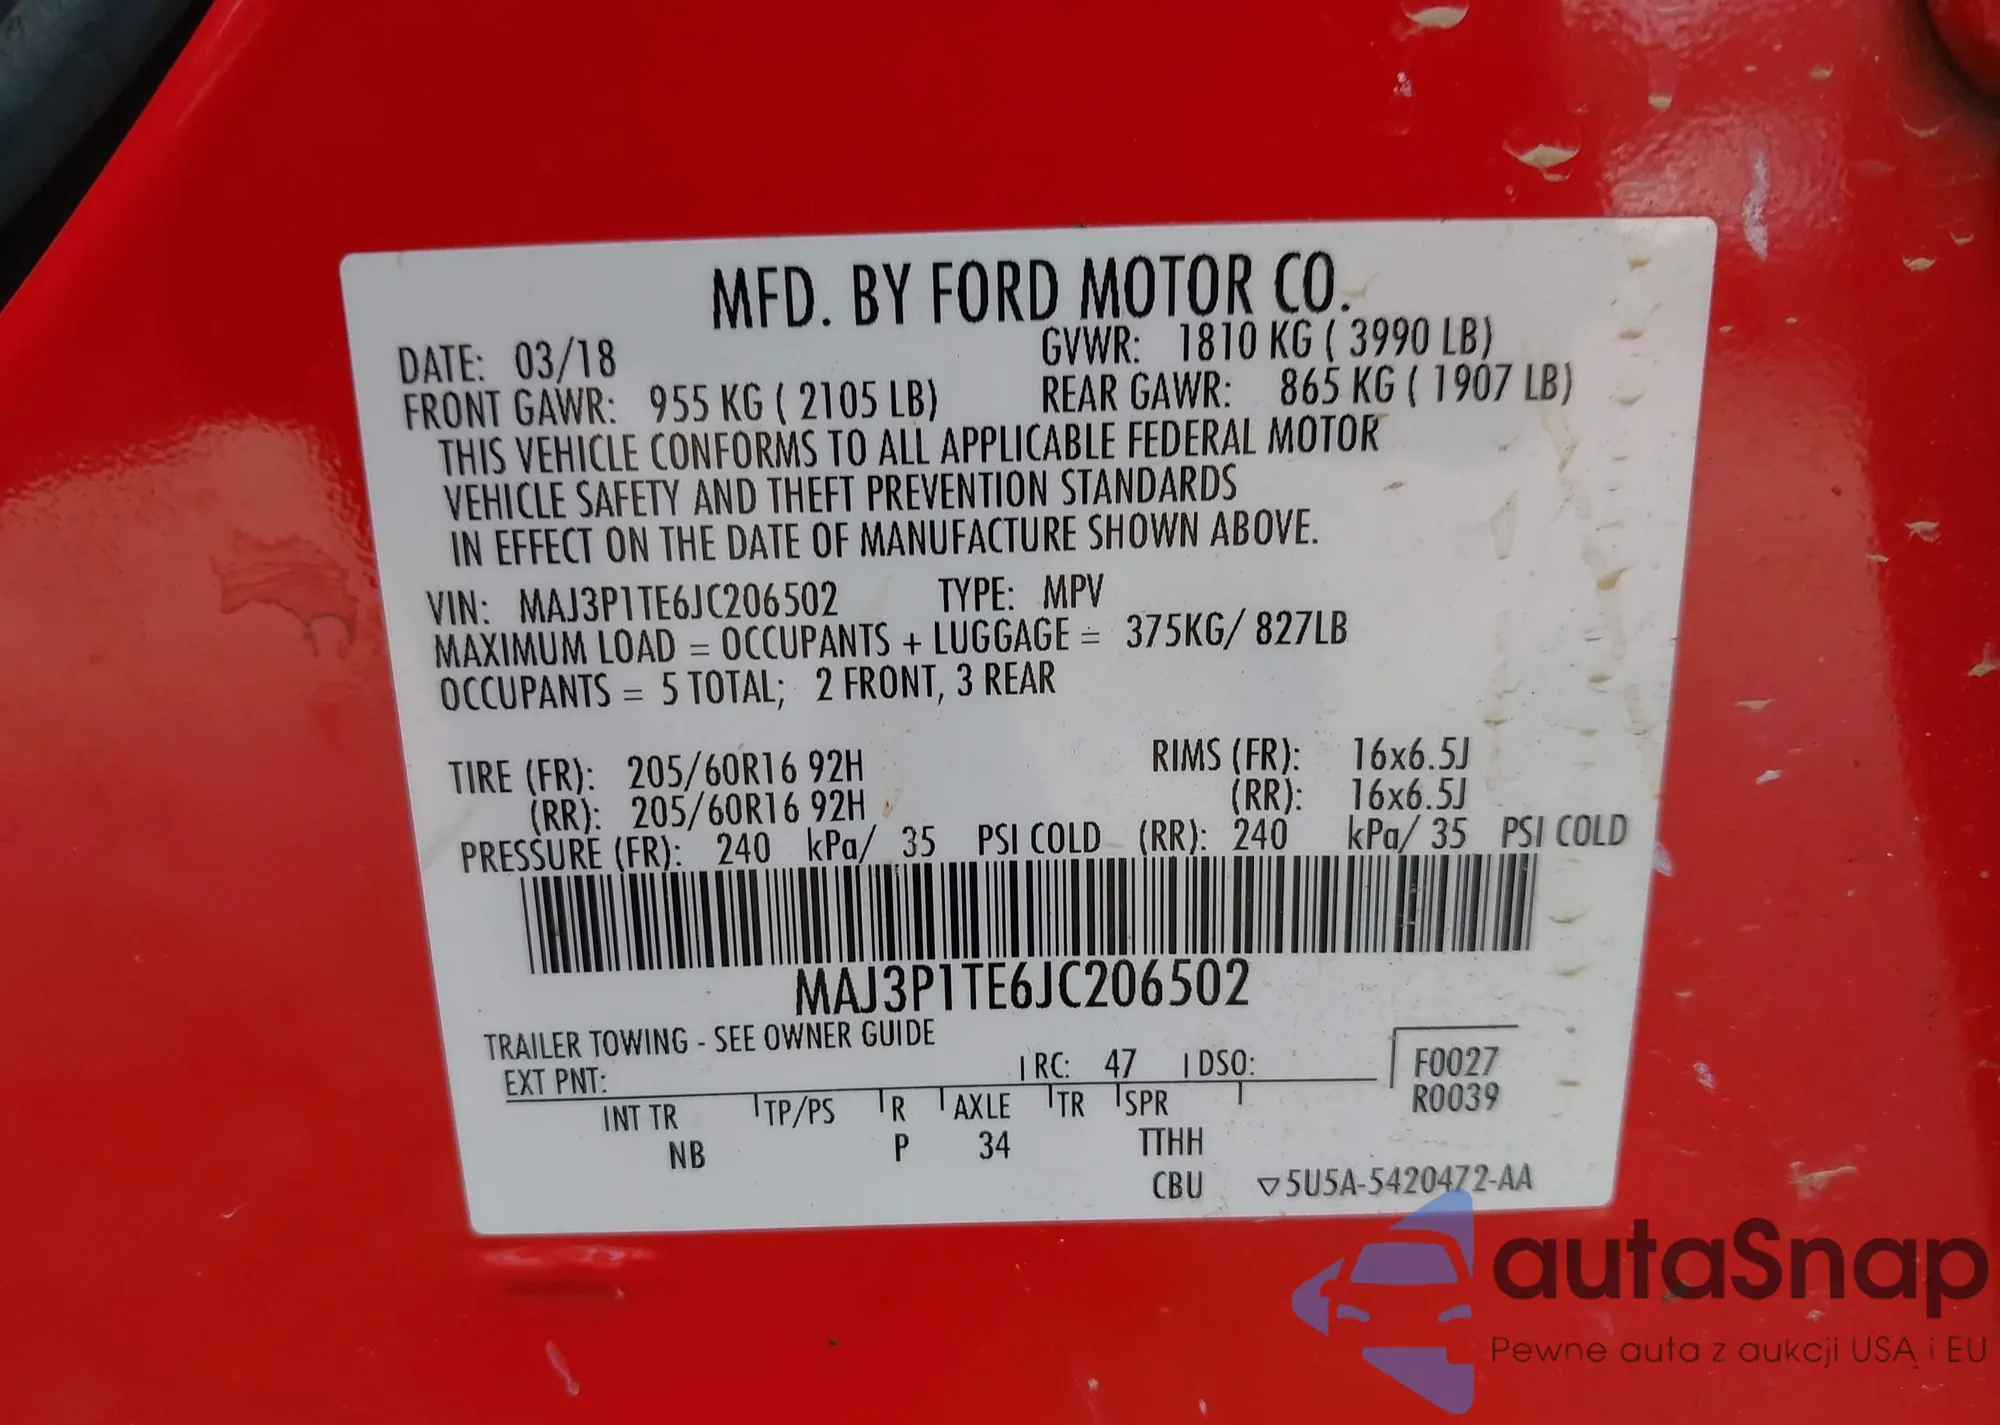 MFD. BY FORD MOTOR CO.
DATE: 03/18 GVWR: 1810 KG ( 3990 LB)
FRONT GAWR: 955 KG ( 2105 LB) REAR GAWR: 865 KG ( 1907 LB)
THIS VEHICLE CONFORMS TO ALL APPLICABLE FEDERAL MOTOR
VEHICLE SAFETY AND THEFT PREVENTION STANDARDS
IN EFFECT ON THE DATE OF MANUFACTURE SHOWN ABOVE.
VIN: MAJ3P1TE6JC206502 TYPE: MPV
MAXIMUM LOAD = OCCUPANTS + LUGGAGE = 375KG/ 827LB
OCCUPANTS = 5 TOTAL; 2 FRONT, 3 REAR
TIRE (FR): 205/60R16 92H RIMS (FR): 16x6.5J
(RR): 205/60R16 92H (RR): 16x6.5J
PRESSURE (FR): 240 kPa/ 35 PSI COLD (RR): 240 kPa/ 35 PSI COLD
MAJ3P1TE6JC206502
TRAILER TOWING - SEE OWNER GUIDE
EXT PNT: RC: 47 DSO: F0027
R0039
INT TR TP/PS R AXLE TR SPR
NB P 34 TTHH
CBU ▽5U5A-5420472-AA
autaSnap
Pewne auta z aukcji USA i EU